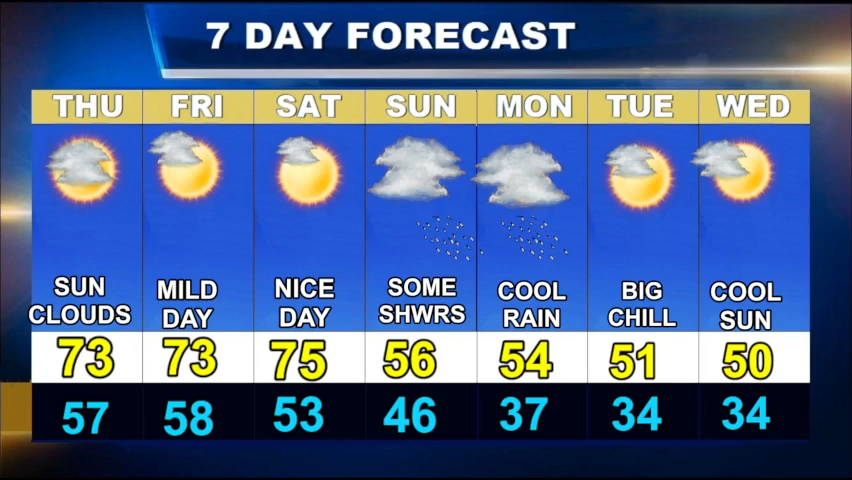 7 DAY FORECAST
THU FRI SAT SUN MON TUE WED
SUN CLOUDS
MILD DAY
NICE DAY
SOME SHWRS
COOL RAIN
BIG CHILL
COOL SUN
73 73 75 56 54 51 50
57 58 53 46 37 34 34